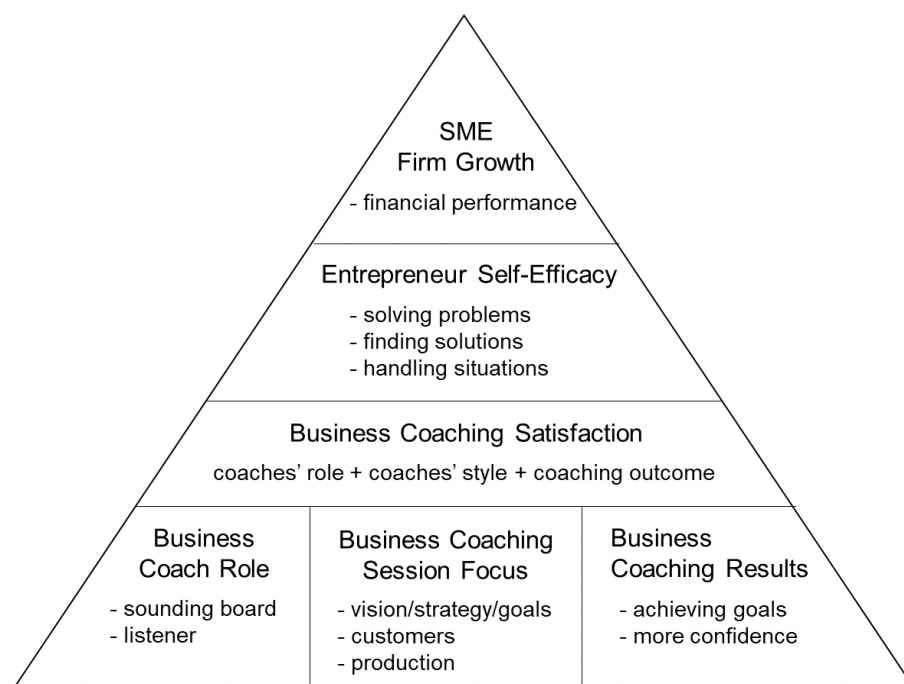 SME
Firm Growth
- financial performance
Entrepreneur Self-Efficacy
- solving problems
- finding solutions
- handling situations
Business Coaching Satisfaction
coaches’ role + coaches’ style + coaching outcome
Business
Coach Role
- sounding board
- listener
Business Coaching
Session Focus
- vision/strategy/goals
- customers
- production
Business
Coaching Results
- achieving goals
- more confidence